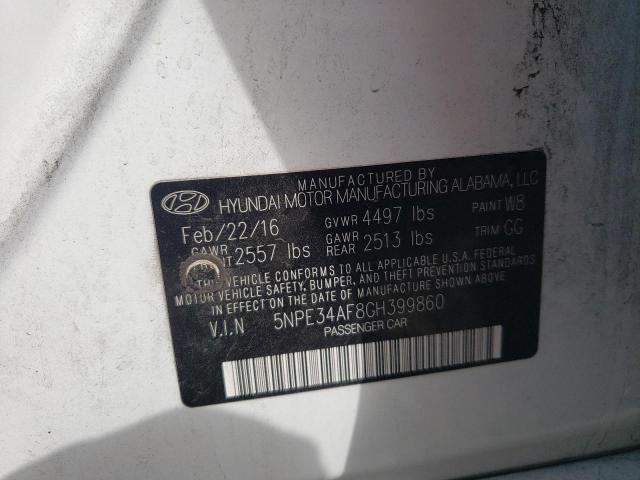 MANUFACTURED BY
HYUNDAI MOTOR MANUFACTURING ALABAMA, LLC
Feb/22/16 GVWR 4497 lbs PAINT W8
GAWR 2557 lbs GAWR REAR 2513 lbs TRIM GG
THIS VEHICLE CONFORMS TO ALL APPLICABLE U.S.A FEDERAL
MOTOR VEHICLE SAFETY, BUMPER, AND THEFT PREVENTION
STANDARDS IN EFFECT ON THE DATE OF MANUFACTURE SHOWN ABOVE.
V.I.N 5NPE34AF8GH399860
PASSENGER CAR